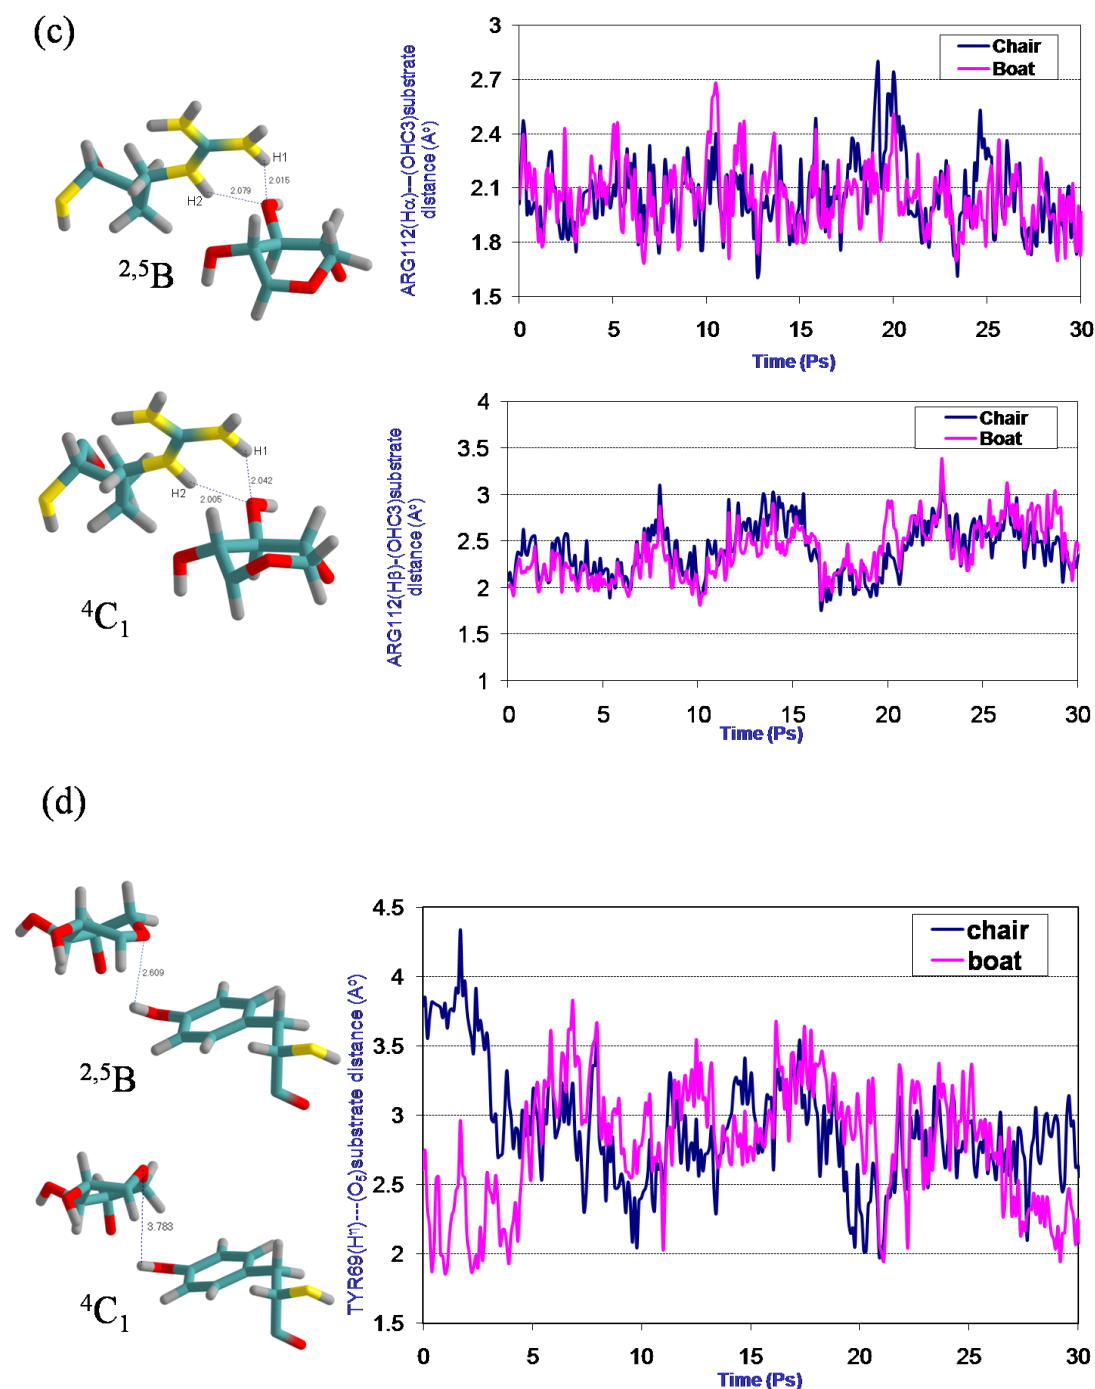 (c)
H1
2.015
2.079
H2
2,5B
ARG112(Hα)---(OHC3)substrate
distance (Aº)
3
2.7
2.4
2.1
1.8
1.5
Chair
Boat
0 5 10 15 20 25 30
Time (Ps)
H1
2.042
H2
2.005
4C1
ARG112(Hβ)-(OHC3)substrate
distance (Aº)
4
3.5
3
2.5
2
1.5
1
Chair
Boat
0 5 10 15 20 25 30
Time (Ps)
(d)
2.609
2,5B
3.783
4C1
TYR69(Hη)---(O5)substrate distance (Aº)
4.5
4
3.5
3
2.5
2
1.5
chair
boat
0 5 10 15 20 25 30
Time (Ps)